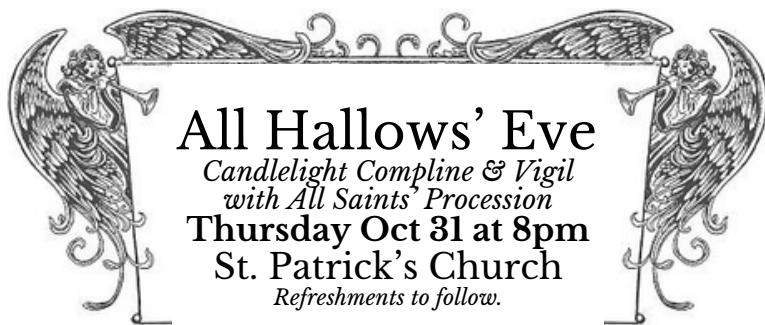 All Hallows’ Eve
Candlelight Compline & Vigil
with All Saints’ Procession
Thursday Oct 31 at 8pm
St. Patrick’s Church
Refreshments to follow.